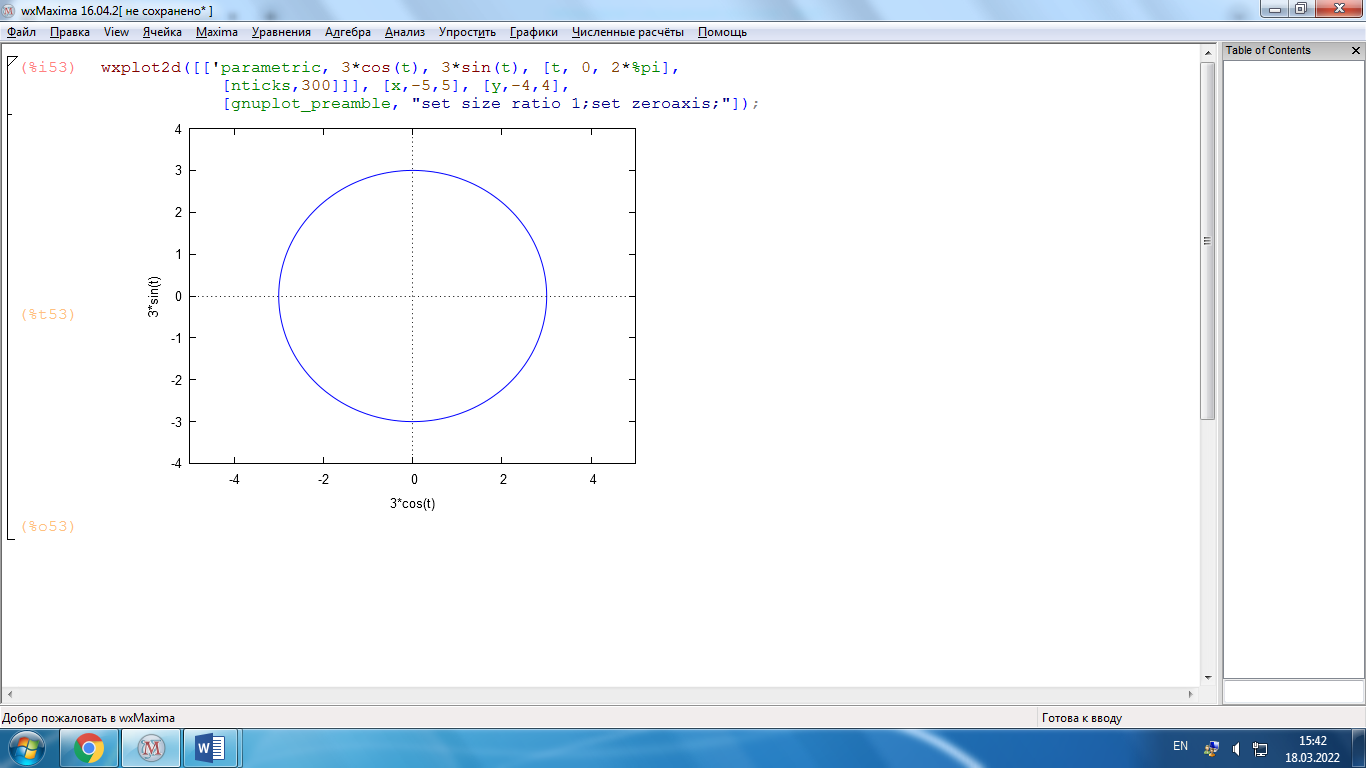 wxMaxima 16.04.2[ не сохранено* ]
Файл Правка View Ячейка Maxima Уравнения Алгебра Анализ Упростить Графики Численные расчёты Помощь
Table of Contents
(%i53) wxplot2d([['parametric, 3*cos(t), 3*sin(t), [t, 0, 2*%pi],
[nticks,300]]], [x,-5,5], [y,-4,4],
[gnuplot_preamble, "set size ratio 1;set zeroaxis;"]);
4
3
2
1
0
-1
-2
-3
-4
3*sin(t)
(%t53)
-4 -2 0 2 4
3*cos(t)
(%o53)
Добро пожаловать в wxMaxima
Готова к вводу
EN
15:42
18.03.2022